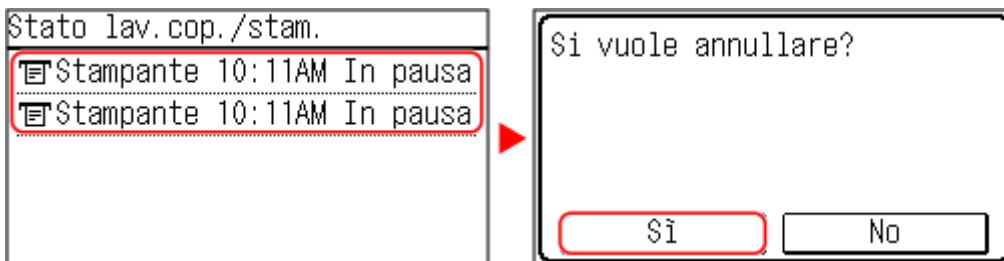 Stato lav.cop./stam.
Stampante 10:11AM In pausa
Stampante 10:11AM In pausa
Si vuole annullare?
Sì
No